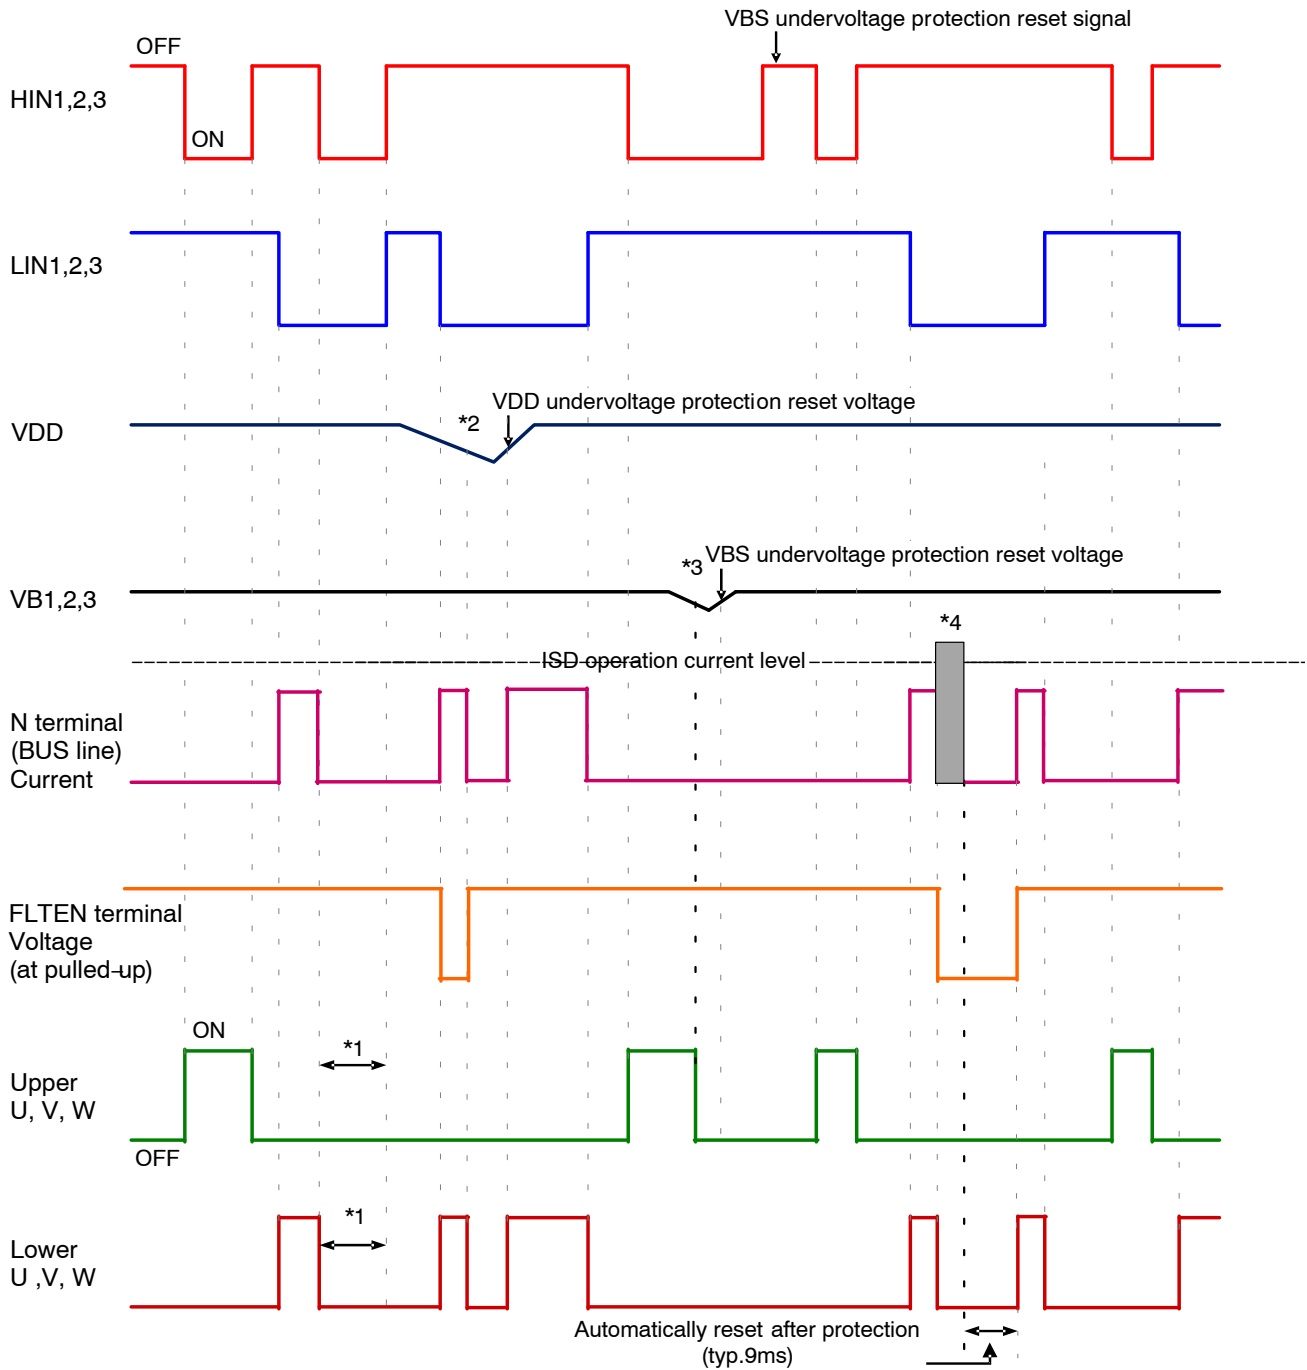 VBS undervoltage protection reset signal
OFF
HIN1,2,3
ON
LIN1,2,3
VDD undervoltage protection reset voltage
*2
VDD
VBS undervoltage protection reset voltage
*3
VB1,2,3
*4
ISD operation current level
N terminal
(BUS line)
Current
FLTEN terminal
Voltage
(at pulled-up)
ON
*1
Upper
U, V, W
OFF
*1
Lower
U ,V, W
Automatically reset after protection
(typ.9ms)